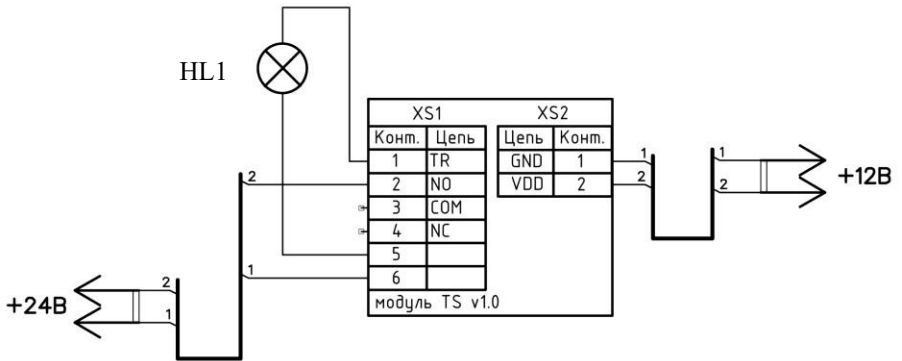 HL1
XS1 XS2
Конт. Цепь Цепь Конт.
1 TR GND 1
2 NO VDD 2
3 COM
4 NC
5
6
модуль TS v1.0
2
1
+24В
2
1
1
2
1
2
+12В